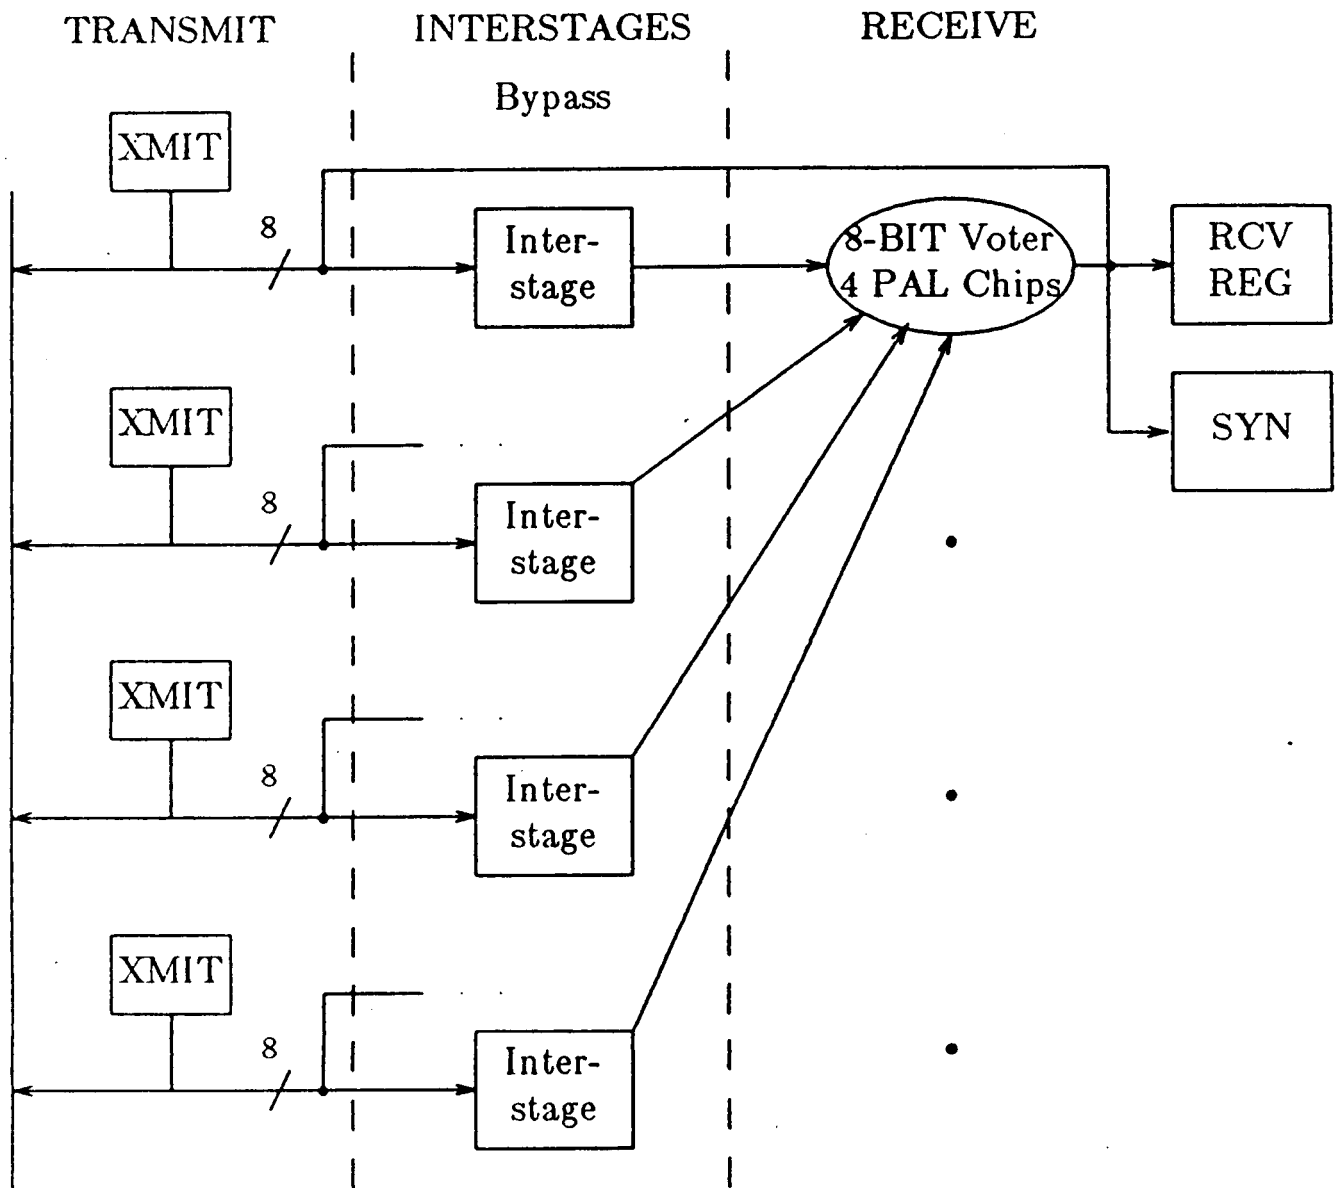 TRANSMIT
INTERSTAGES
RECEIVE
Bypass
XMIT
8
Inter-
stage
8-BIT Voter
4 PAL Chips
RCV
REG
SYN
XMIT
8
Inter-
stage
XMIT
8
Inter-
stage
XMIT
8
Inter-
stage